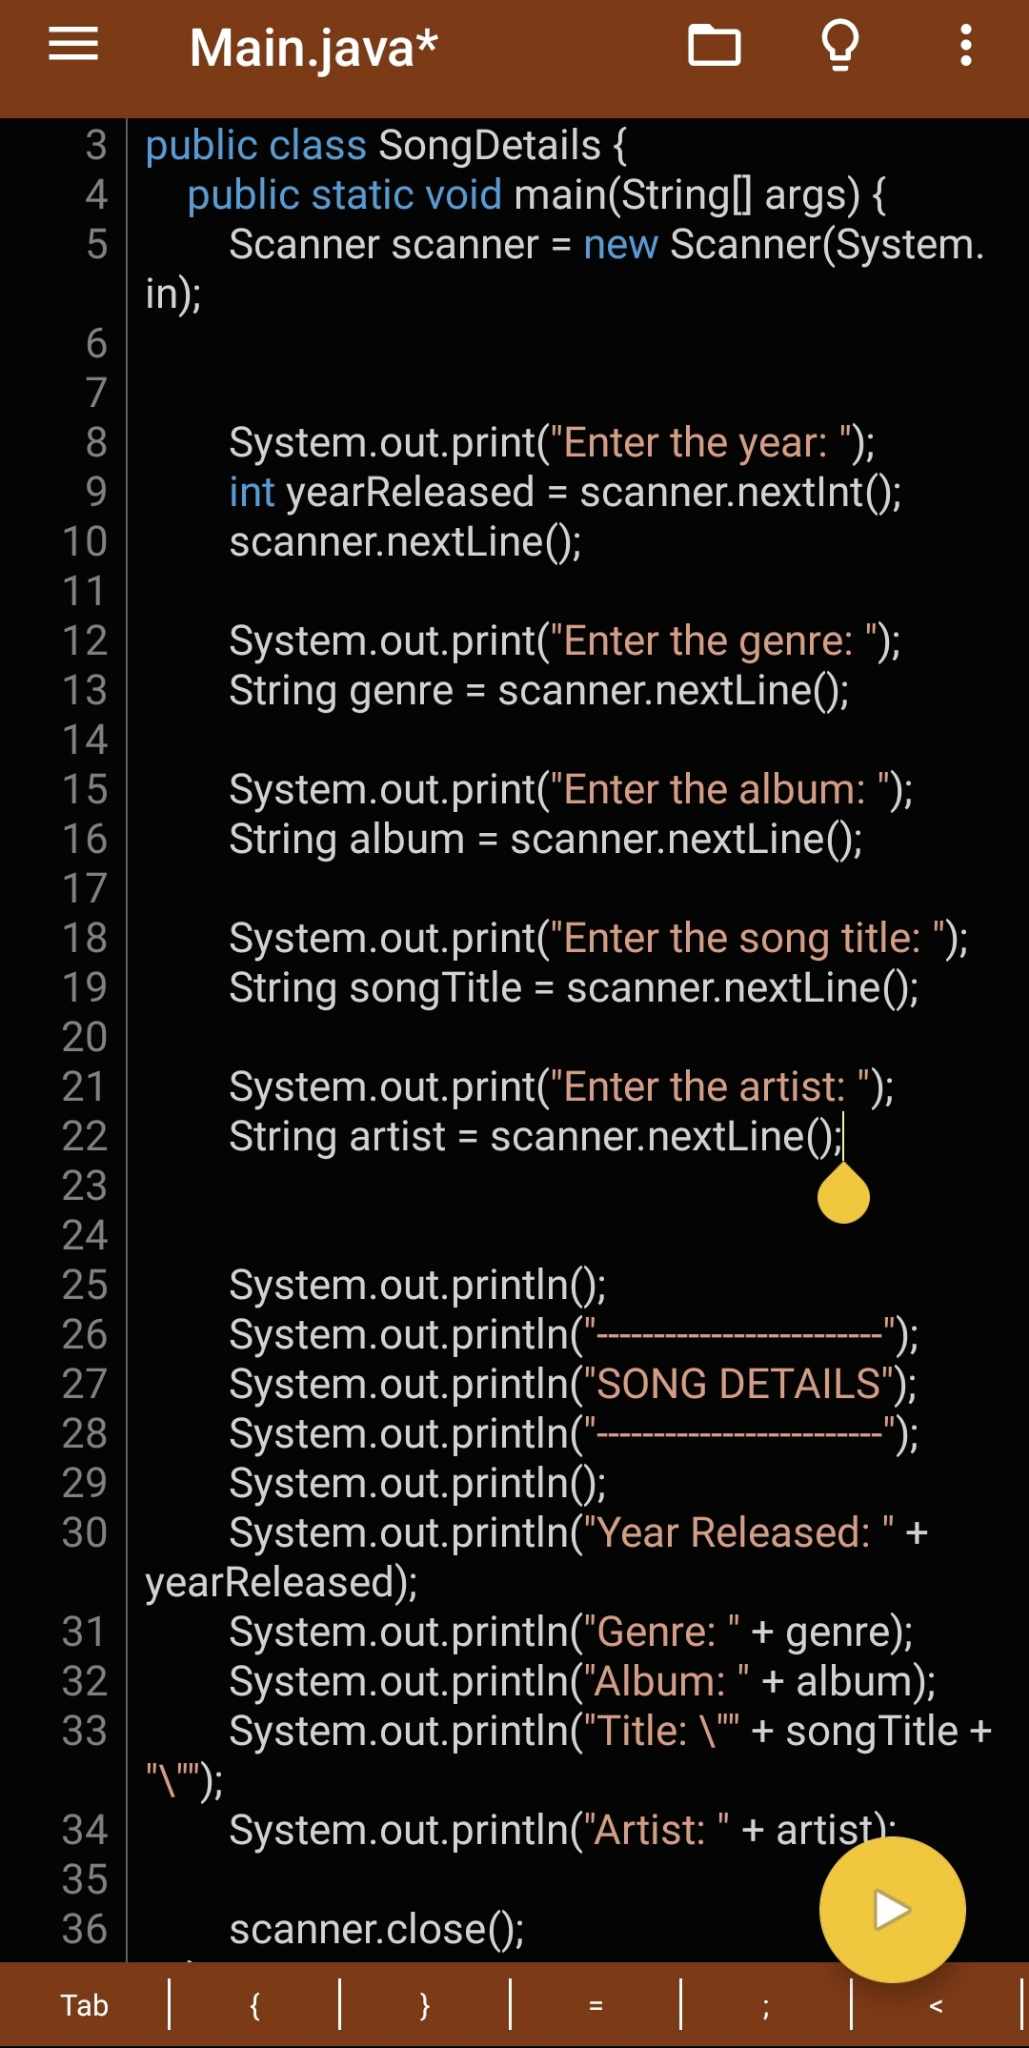 Main.java*
3 public class SongDetails {
4 public static void main(String[] args) {
5 Scanner scanner = new Scanner(System.
in);
6
7
8 System.out.print("Enter the year: ");
9 int yearReleased = scanner.nextInt();
10 scanner.nextLine();
11
12 System.out.print("Enter the genre: ");
13 String genre = scanner.nextLine();
14
15 System.out.print("Enter the album: ");
16 String album = scanner.nextLine();
17
18 System.out.print("Enter the song title: ");
19 String songTitle = scanner.nextLine();
20
21 System.out.print("Enter the artist: ");
22 String artist = scanner.nextLine();
23
24
25 System.out.println();
26 System.out.println("-------------------------");
27 System.out.println("SONG DETAILS");
28 System.out.println("-------------------------");
29 System.out.println();
30 System.out.println("Year Released: " +
yearReleased);
31 System.out.println("Genre: " + genre);
32 System.out.println("Album: " + album);
33 System.out.println("Title: \"" + songTitle +
"\"");
34 System.out.println("Artist: " + artist);
35
36 scanner.close();
Tab { } = ; <